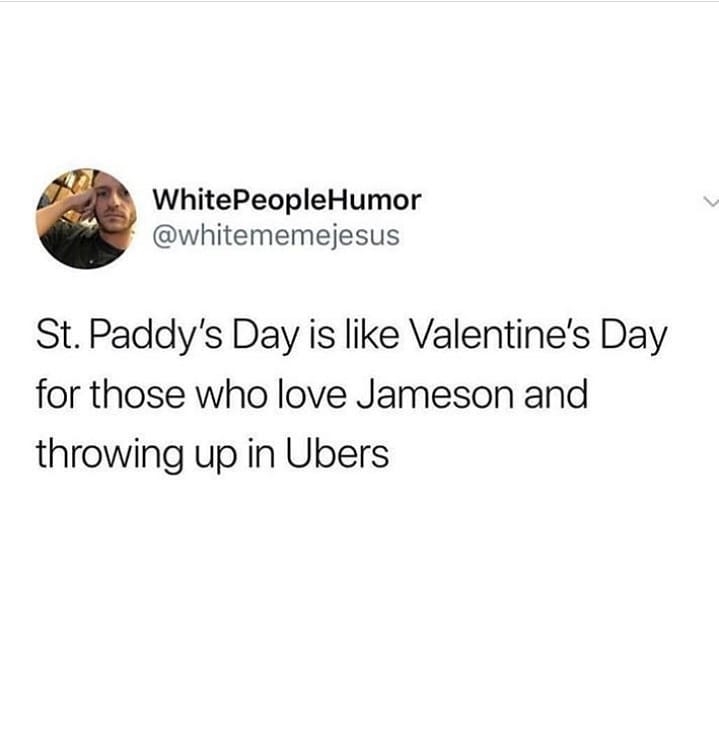 WhitePeopleHumor
@whitememejesus
St. Paddy's Day is like Valentine's Day
for those who love Jameson and
throwing up in Ubers